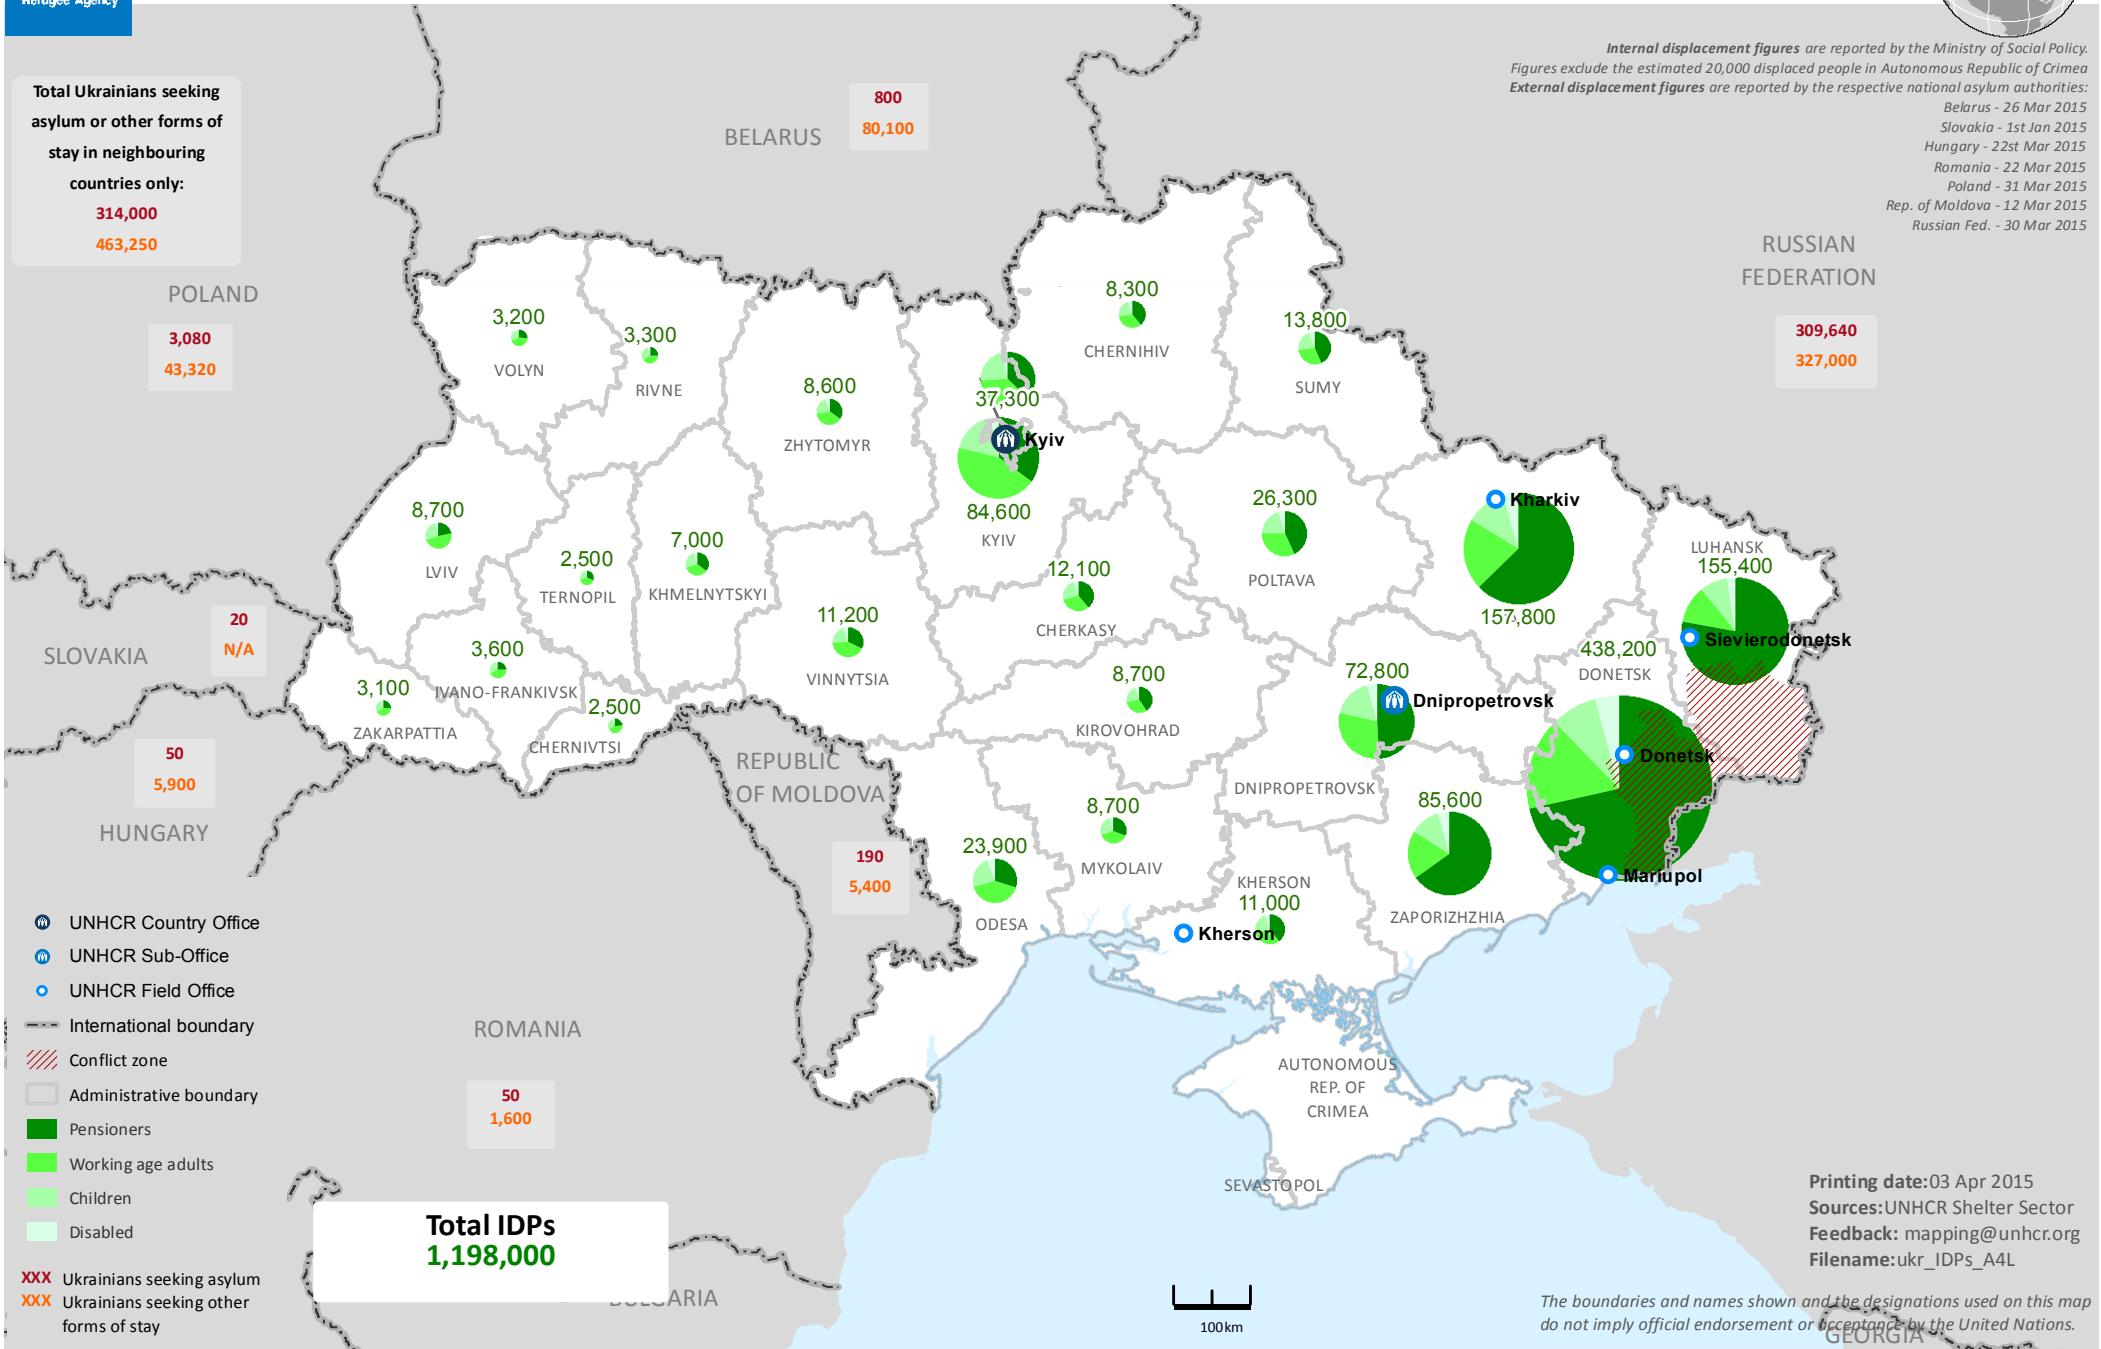 Refugee Agency
Internal displacement figures are reported by the Ministry of Social Policy.
Figures exclude the estimated 20,000 displaced people in Autonomous Republic of Crimea
External displacement figures are reported by the respective national asylum authorities:
Belarus - 26 Mar 2015
Slovakia - 1st Jan 2015
Hungary - 22st Mar 2015
Romania - 22 Mar 2015
Poland - 31 Mar 2015
Rep. of Moldova - 12 Mar 2015
Russian Fed. - 30 Mar 2015
Total Ukrainians seeking
asylum or other forms of
stay in neighbouring
countries only:
314,000
463,250
BELARUS
800
80,100
POLAND
3,080
43,320
RUSSIAN
FEDERATION
309,640
327,000
3,200
VOLYN
3,300
RIVNE
8,600
ZHYTOMYR
8,300
CHERNIHIV
13,800
SUMY
37,300
Kyiv
84,600
KYIV
8,700
LVIV
2,500
TERNOPIL
7,000
KHMELNYTSKYI
11,200
VINNYTSIA
12,100
CHERKASY
26,300
POLTAVA
Kharkiv
157,800
LUHANSK
155,400
Sievierodonetsk
438,200
DONETSK
Donetsk
Mariupol
SLOVAKIA
20
N/A
3,600
IVANO-FRANKIVSK
3,100
ZAKARPATTIA
2,500
CHERNIVTSI
8,700
KIROVOHRAD
72,800
Dnipropetrovsk
DNIPROPETROVSK
85,600
ZAPORIZHZHIA
HUNGARY
50
5,900
REPUBLIC
OF MOLDOVA
190
5,400
23,900
ODESA
8,700
MYKOLAIV
KHERSON
11,000
Kherson
ROMANIA
50
1,600
AUTONOMOUS
REP. OF
CRIMEA
SEVASTOPOL
UNHCR Country Office
UNHCR Sub-Office
UNHCR Field Office
International boundary
Conflict zone
Administrative boundary
Pensioners
Working age adults
Children
Disabled
XXX Ukrainians seeking asylum
XXX Ukrainians seeking other
forms of stay
Total IDPs
1,198,000
BULGARIA
100km
Printing date:03 Apr 2015
Sources:UNHCR Shelter Sector
Feedback: mapping@unhcr.org
Filename:ukr_IDPs_A4L
The boundaries and names shown and the designations used on this map
do not imply official endorsement or acceptance by the United Nations.
GEORGIA